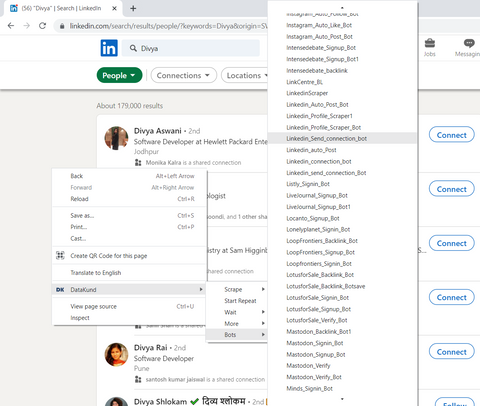 (56) "Divya" | Search | LinkedIn
linkedin.com/search/results/people/?keywords=Divya&origin=SW
in
Divya
Jobs
Messaging
People
Connections
Locations
About 179,000 results
Divya Aswani • 2nd
Software Developer at Hewlett Packard Ente
Jodhpur
Monika Kalra is a shared connection
Connect
ologist
oondi, and 1 other shar
Connect
istry at Sam Higginb
Connect
Connect
Divya Rai • 2nd
Software Developer
Pune
santosh kumar jaiswal is a shared connection
Connect
Divya Shlokam ✔ दिव्य श्लोकम् • 2nd
Follow
Back Alt+Left Arrow
Forward Alt+Right Arrow
Reload Ctrl+R
Save as... Ctrl+S
Print... Ctrl+P
Cast...
Create QR Code for this page
Translate to English
DK DataKund
View page source Ctrl+U
Inspect
Scrape
Start Repeat
Wait
More
Bots
Instagram_Auto_Follow_Bot
Instagram_Auto_Like_Bot
Instagram_Auto_Post_Bot
Intensedebate_Signup_Bot
Intensedebate_Signup_Bot1
Intensedebate_backlink
LinkCentre_BL
LinkedinScraper
Linkedin_Auto_Post_Bot
Linkedin_Profile_Scraper1
Linkedin_Profile_Scraper_Bot
Linkedin_Send_connection_bot
Linkedin_auto_Post
Linkedin_connection_bot
Linkedin_send_connection_bot
Listly_Signin_Bot
LiveJournal_Signup_Bot
LiveJournal_Signup_Bot1
Locanto_Signup_Bot
Lonelyplanet_Signin_Bot
LoopFrontiers_Backlink_Bot
LoopFrontiers_Signup_Bot
Loopfrontiers_Signin_Bot
LotusforSale_Backlink_Bot
LotusforSale_Backlink_Botsave
LotusforSale_Signin_Bot
LotusforSale_Signup_Bot
LotusforSale_Verify_Bot
Mastodon_Backlink_Bot1
Mastodon_Signin_Bot
Mastodon_Signup_Bot
Mastodon_Verify
Mastodon_Verify_Bot
Minds_Signin_Bot